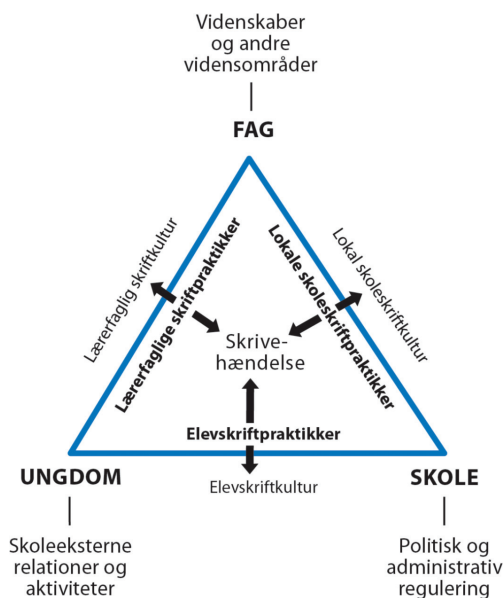 Videnskaber
og andre
vidensområder
FAG
Lærerfaglig skriftkultur
Lærerfaglige skriftpraktikker
Lokale skoleskriftpraktikker
Lokal skoleskriftkultur
Skrive-
hændelse
Elevskriftpraktikker
Elevskriftkultur
UNGDOM
SKOLE
Skoleeksterne
relationer og
aktiviteter
Politisk og
administrativ
regulering